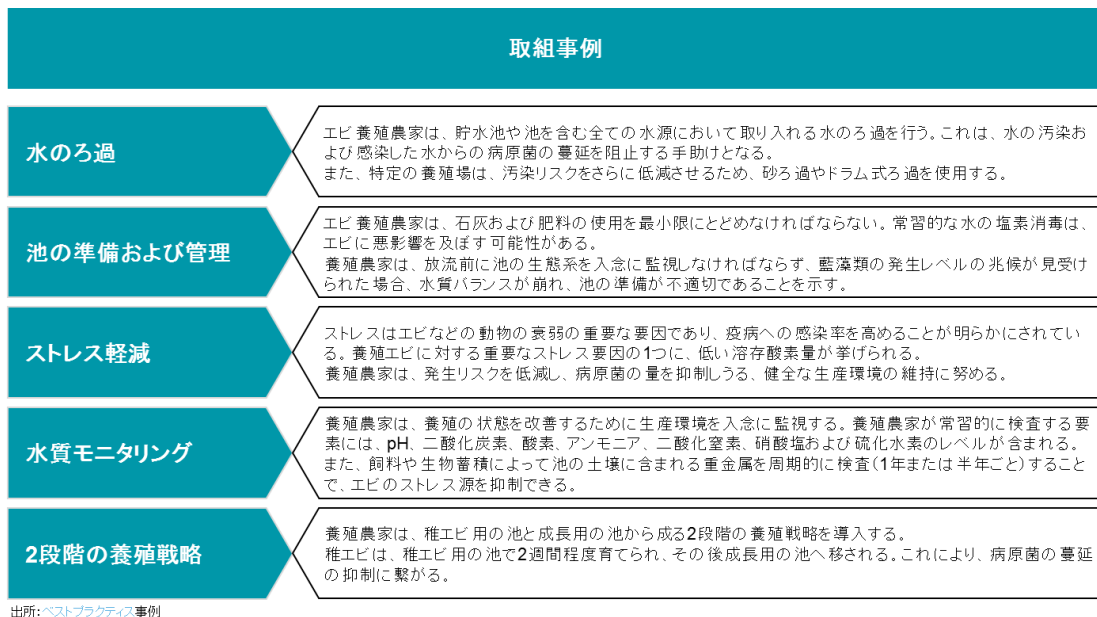 取組事例
水のろ過
エビ養殖農家は、貯水池や池を含む全ての水源において取り入れる水のろ過を行う。これは、水の汚染お
よび感染した水からの病原菌の蔓延を阻止する手助けとなる。
また、特定の養殖場は、汚染リスクをさらに低減させるため、砂ろ過やドラム式ろ過を使用する。
池の準備および管理
エビ養殖農家は、石灰および肥料の使用を最小限にとどめなければならない。常習的な水の塩素消毒は、
エビに悪影響を及ぼす可能性がある。
養殖農家は、放流前に池の生態系を入念に監視しなければならず、藍藻類の発生レベルの兆候が見受け
られた場合、水質バランスが崩れ、池の準備が不適切であることを示す。
ストレス軽減
ストレスはエビなどの動物の衰弱の重要な要因であり、疫病への感染率を高めることが明らかにされてい
る。養殖エビに対する重要なストレス要因の1つに、低い溶存酸素量が挙げられる。
養殖農家は、発生リスクを低減し、病原菌の量を抑制しうる、健全な生産環境の維持に努める。
水質モニタリング
養殖農家は、養殖の状態を改善するために生産環境を入念に監視する。養殖農家が常習的に検査する要
素には、pH、二酸化炭素、酸素、アンモニア、二酸化窒素、硝酸塩および硫化水素のレベルが含まれる。
また、飼料や生物蓄積によって池の土壌に含まれる重金属を周期的に検査(1年または半年ごと)すること
で、エビのストレス源を抑制できる。
2段階の養殖戦略
養殖農家は、稚エビ用の池と成長用の池から成る2段階の養殖戦略を導入する。
稚エビは、稚エビ用の池で2週間程度育てられ、その後成長用の池へ移される。これにより、病原菌の蔓延
の抑制に繋がる。
出所:ベストプラクティス事例